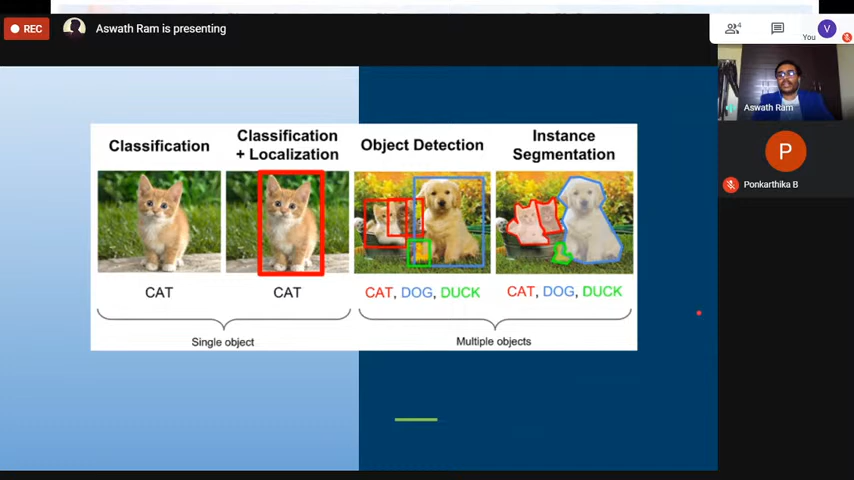 REC
Aswath Ram is presenting
4
You
V
Aswath Ram
P
Ponkarthika B
Classification
Classification
+ Localization
Object Detection
Instance
Segmentation
CAT
CAT
CAT, DOG, DUCK
CAT, DOG, DUCK
Single object
Multiple objects